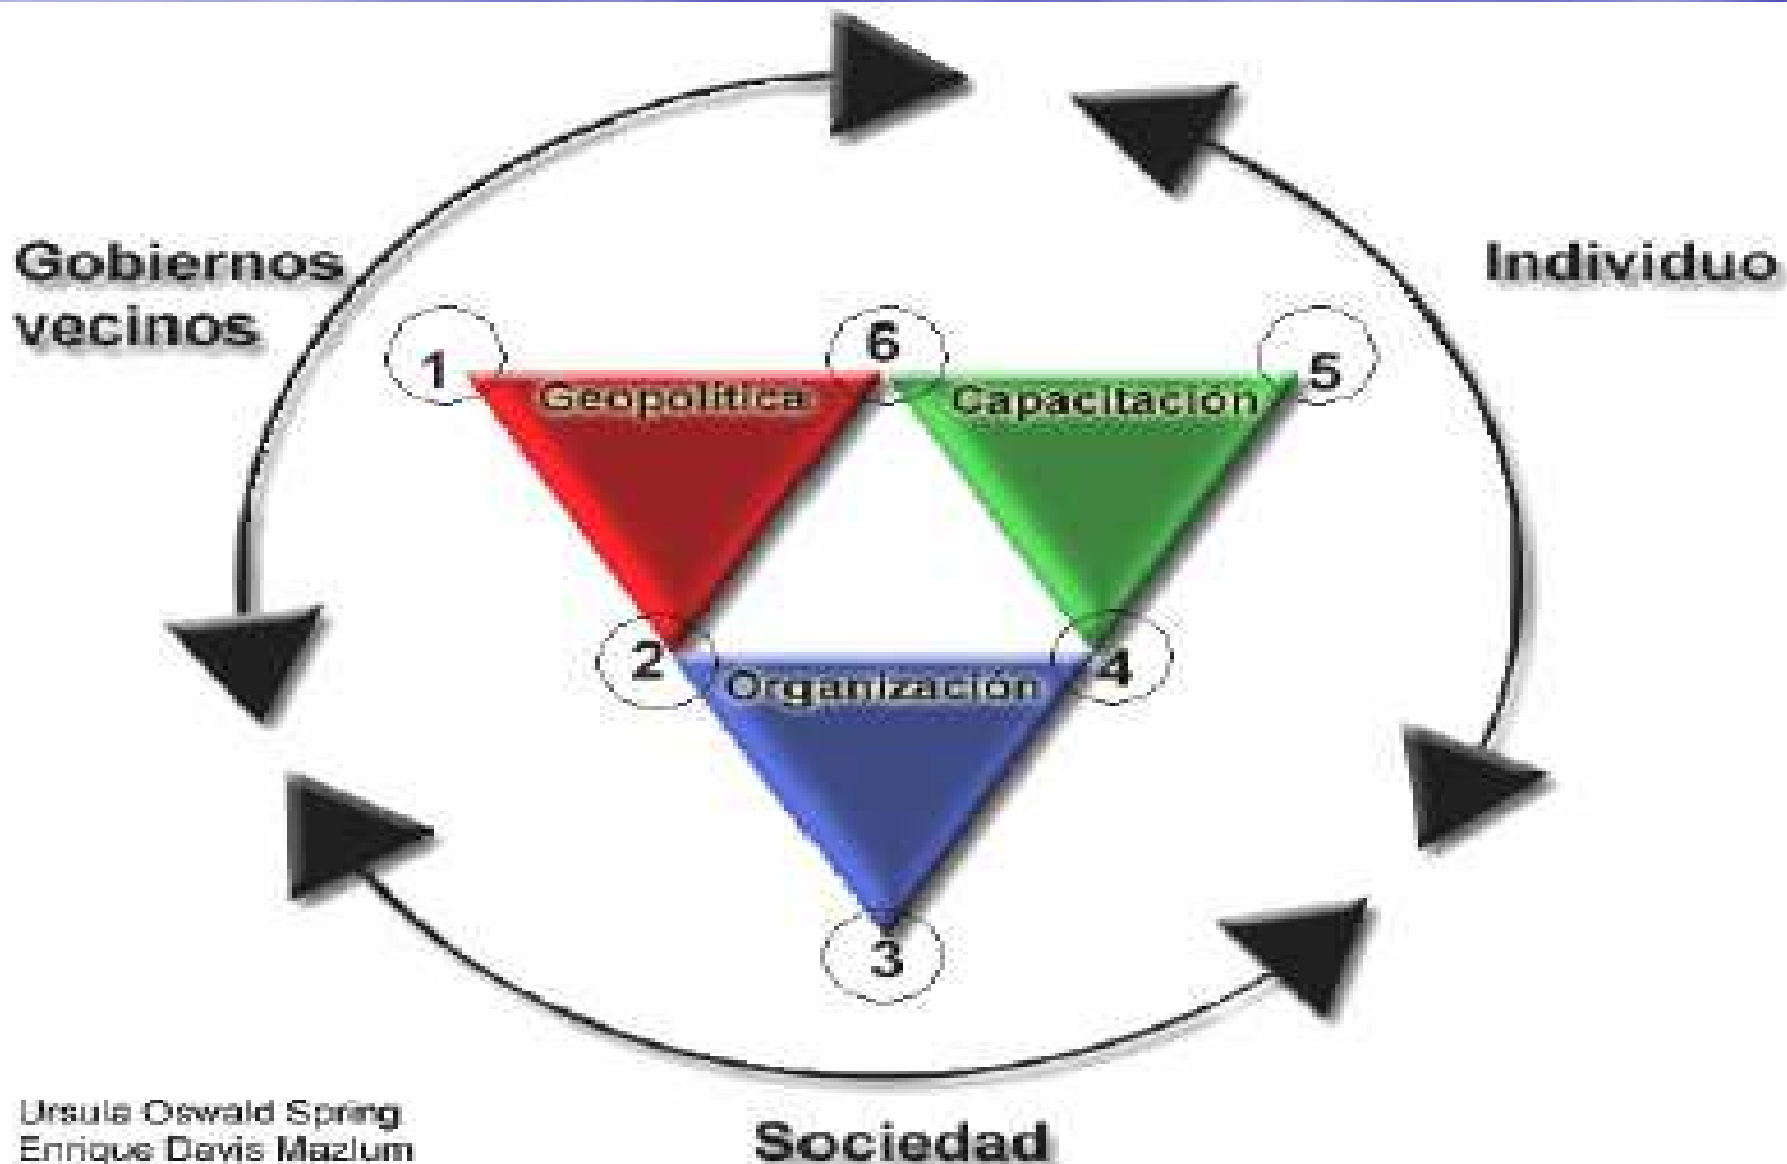 Gobiernos
vecinos
Individuo
1
6
5
Geopolítica
Capacitación
2
4
Organización
3
Ursula Oswald Spring
Enrique Davis Mazlum
Sociedad